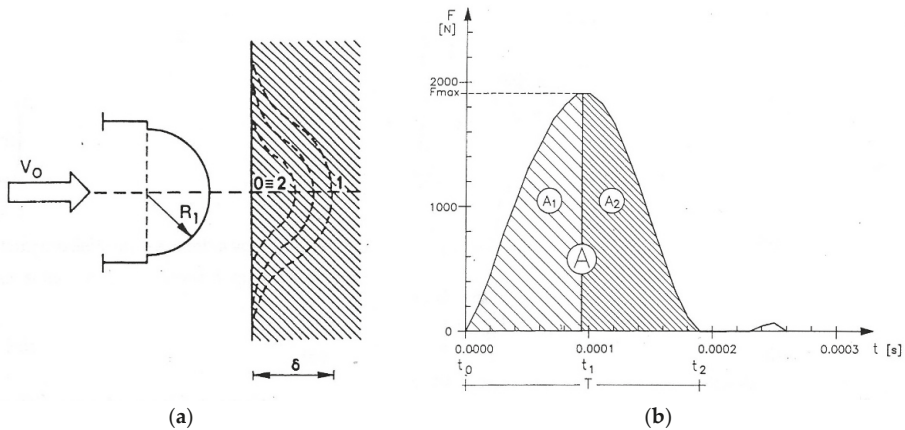 V₀
R₁
0≡2
1
δ
(a)
F
[N]
2000
Fmax
1000
0
A₁
A₂
A
0.0000
0.0001
0.0002
0.0003
t [s]
t₀
t₁
t₂
T
(b)